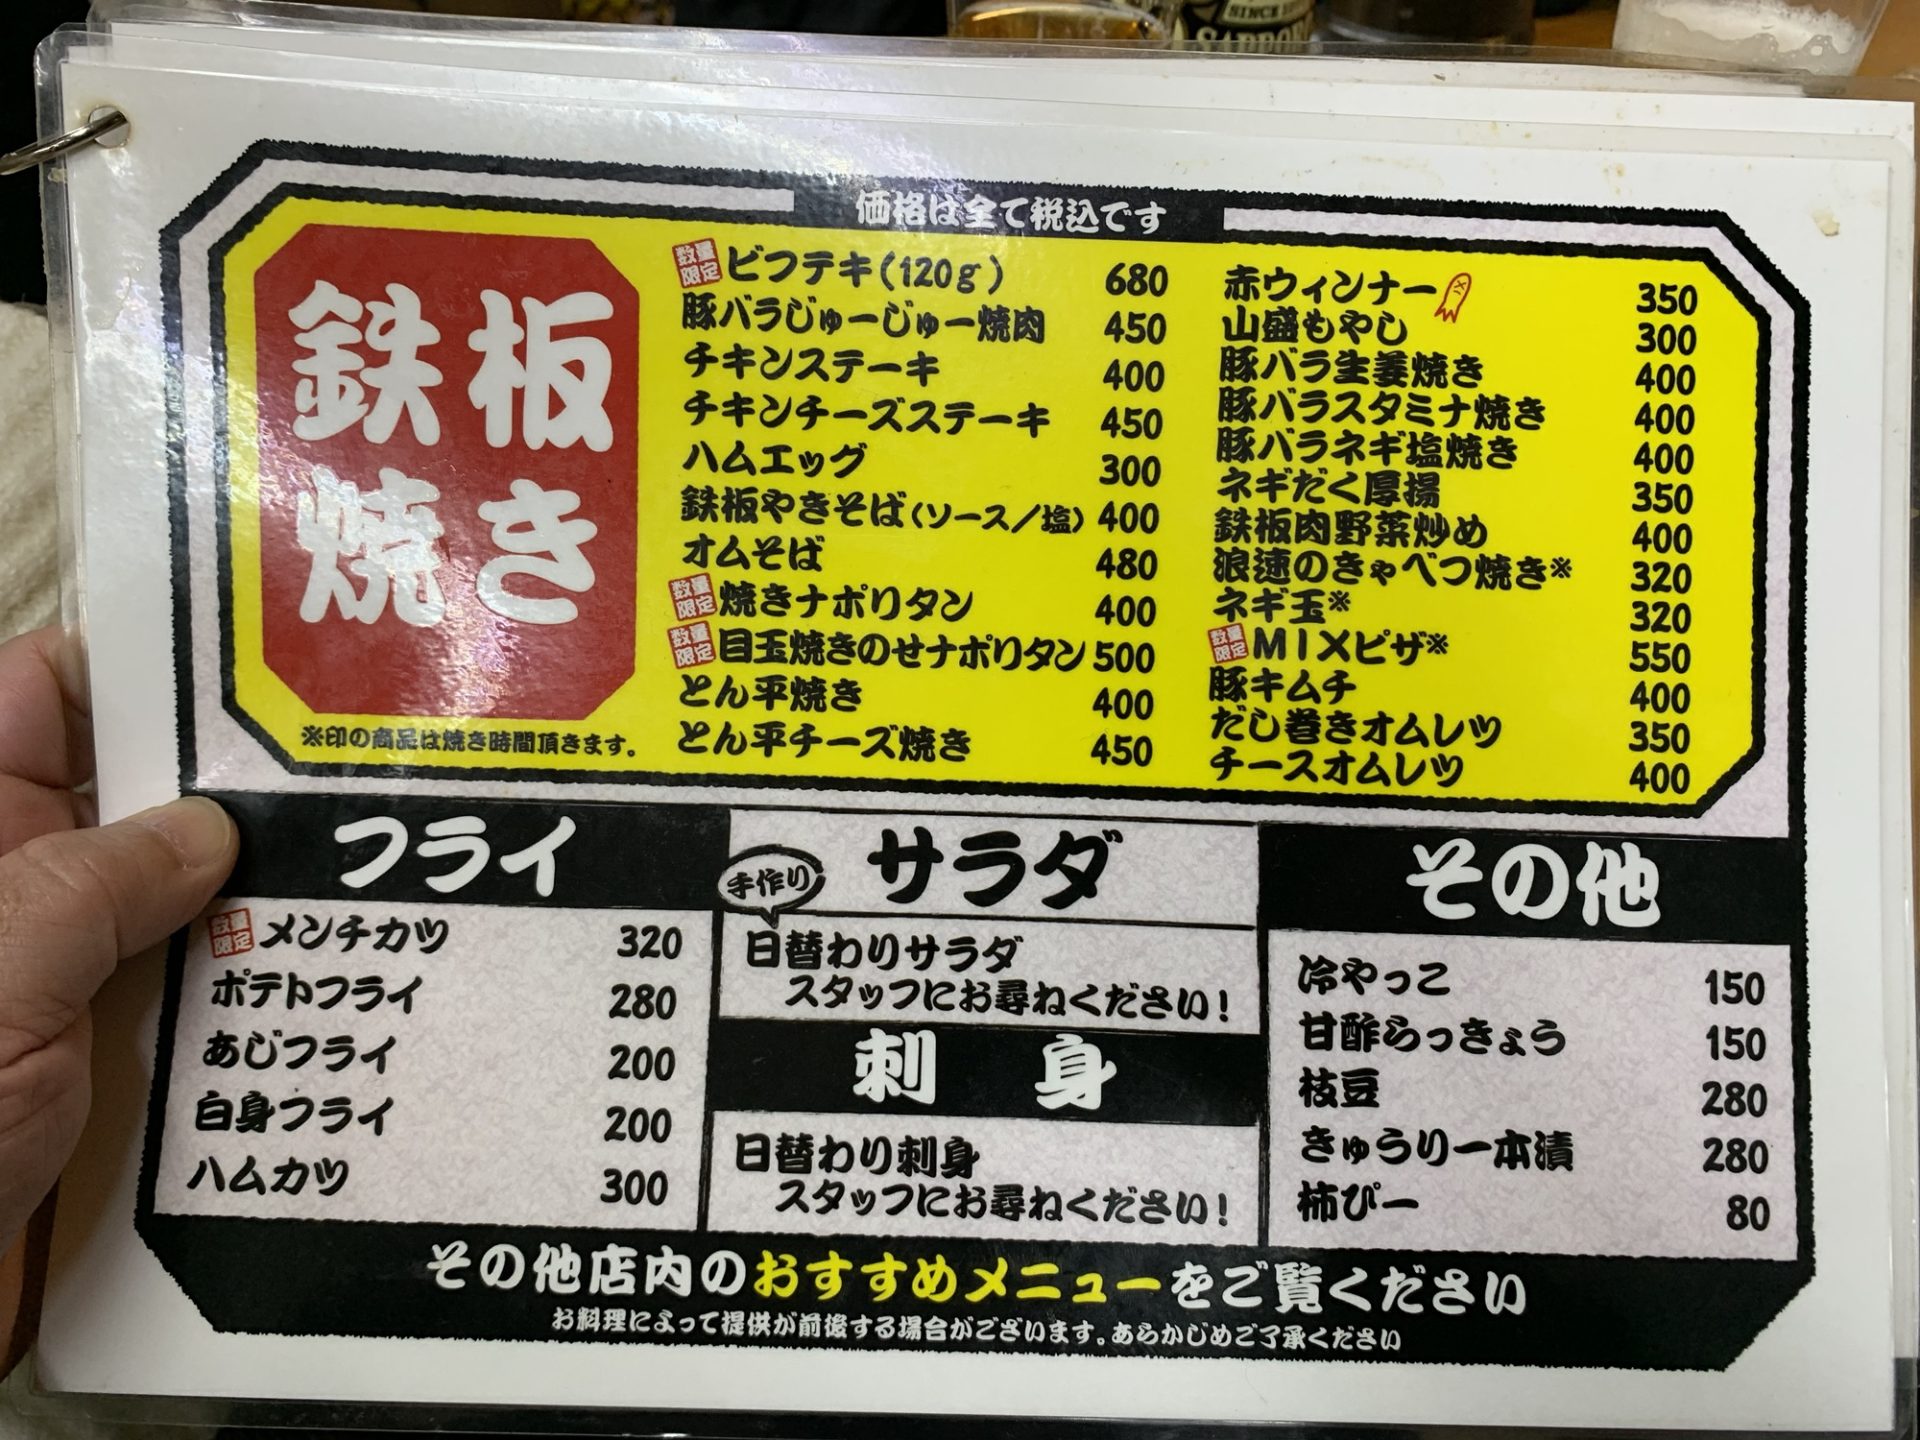 SINCE
SAPPORO
価格は全て税込です
鉄板
焼き
※印の商品は焼き時間頂きます。
数量限定 ビフテキ(120g) 680
豚バラじゅーじゅー焼肉 450
チキンステーキ 400
チキンチーズステーキ 450
ハムエッグ 300
鉄板やきそば(ソース/塩) 400
オムそば 480
数量限定 焼きナポリタン 400
数量限定 目玉焼きのせナポリタン 500
とん平焼き 400
とん平チーズ焼き 450
赤ウィンナー 350
山盛もやし 300
豚バラ生姜焼き 400
豚バラスタミナ焼き 400
豚バラネギ塩焼き 400
ネギだく厚揚 350
鉄板肉野菜炒め 400
浪速のきゃべつ焼き※ 320
ネギ玉※ 320
数量限定 MIXピザ※ 550
豚キムチ 400
だし巻きオムレツ 350
チースオムレツ 400
フライ
数量限定 メンチカツ 320
ポテトフライ 280
あじフライ 200
白身フライ 200
ハムカツ 300
手作り サラダ
日替わりサラダ
スタッフにお尋ねください!
刺身
日替わり刺身
スタッフにお尋ねください!
その他
冷やっこ 150
甘酢らっきょう 150
枝豆 280
きゅうり一本漬 280
柿ぴー 80
その他店内のおすすめメニューをご覧ください
お料理によって提供が前後する場合がございます。あらかじめご了承ください